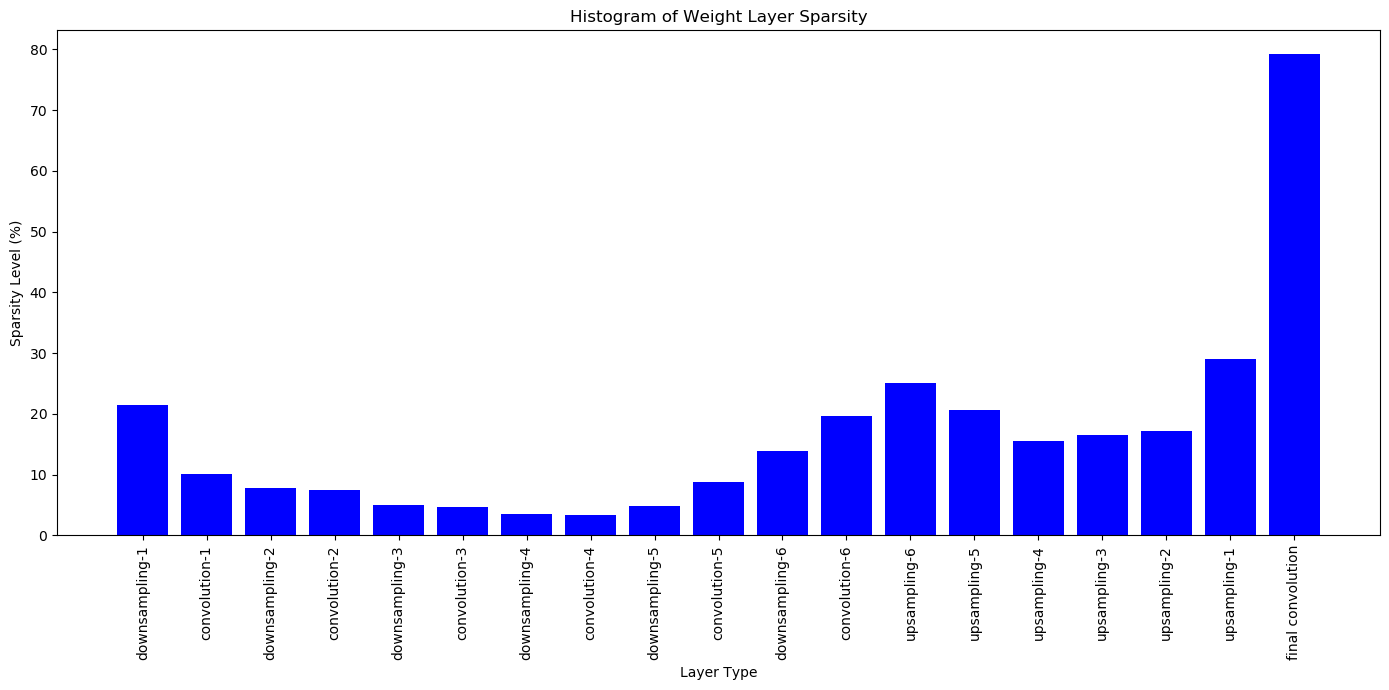 Histogram of Weight Layer Sparsity
Sparsity Level (%)
80
70
60
50
40
30
20
10
0
downsampling-1
convolution-1
downsampling-2
convolution-2
downsampling-3
convolution-3
downsampling-4
convolution-4
downsampling-5
convolution-5
downsampling-6
convolution-6
upsampling-6
upsampling-5
upsampling-4
upsampling-3
upsampling-2
upsampling-1
final convolution
Layer Type